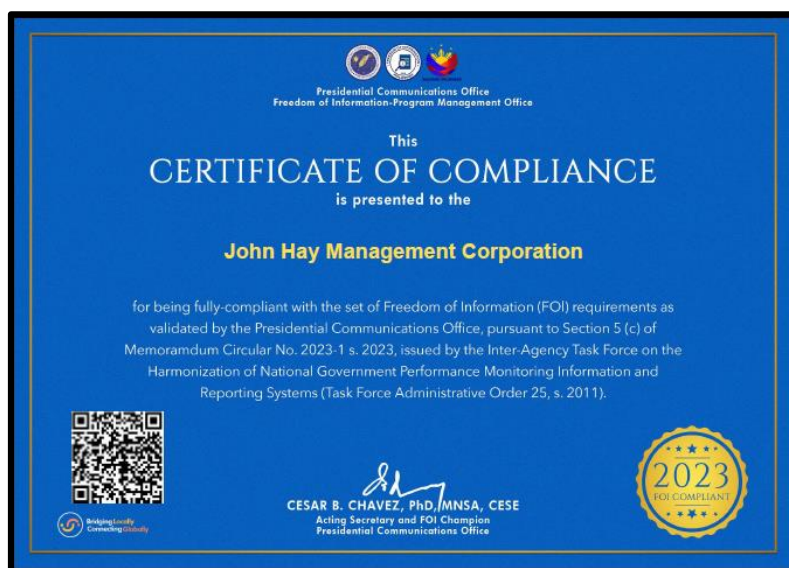 Presidential Communications Office
Freedom of Information-Program Management Office
This
CERTIFICATE OF COMPLIANCE
is presented to the
John Hay Management Corporation
for being fully-compliant with the set of Freedom of Information (FOI) requirements as
validated by the Presidential Communications Office, pursuant to Section 5 (c) of
Memoramdum Circular No. 2023-1 s. 2023, issued by the Inter-Agency Task Force on the
Harmonization of National Government Performance Monitoring Information and
Reporting Systems (Task Force Administrative Order 25, s. 2011).
CESAR B. CHAVEZ, PhD, MNSA, CESE
Acting Secretary and FOI Champion
Presidential Communications Office
Bridging Locally
Connecting Globally
2023
FOI COMPLIANT